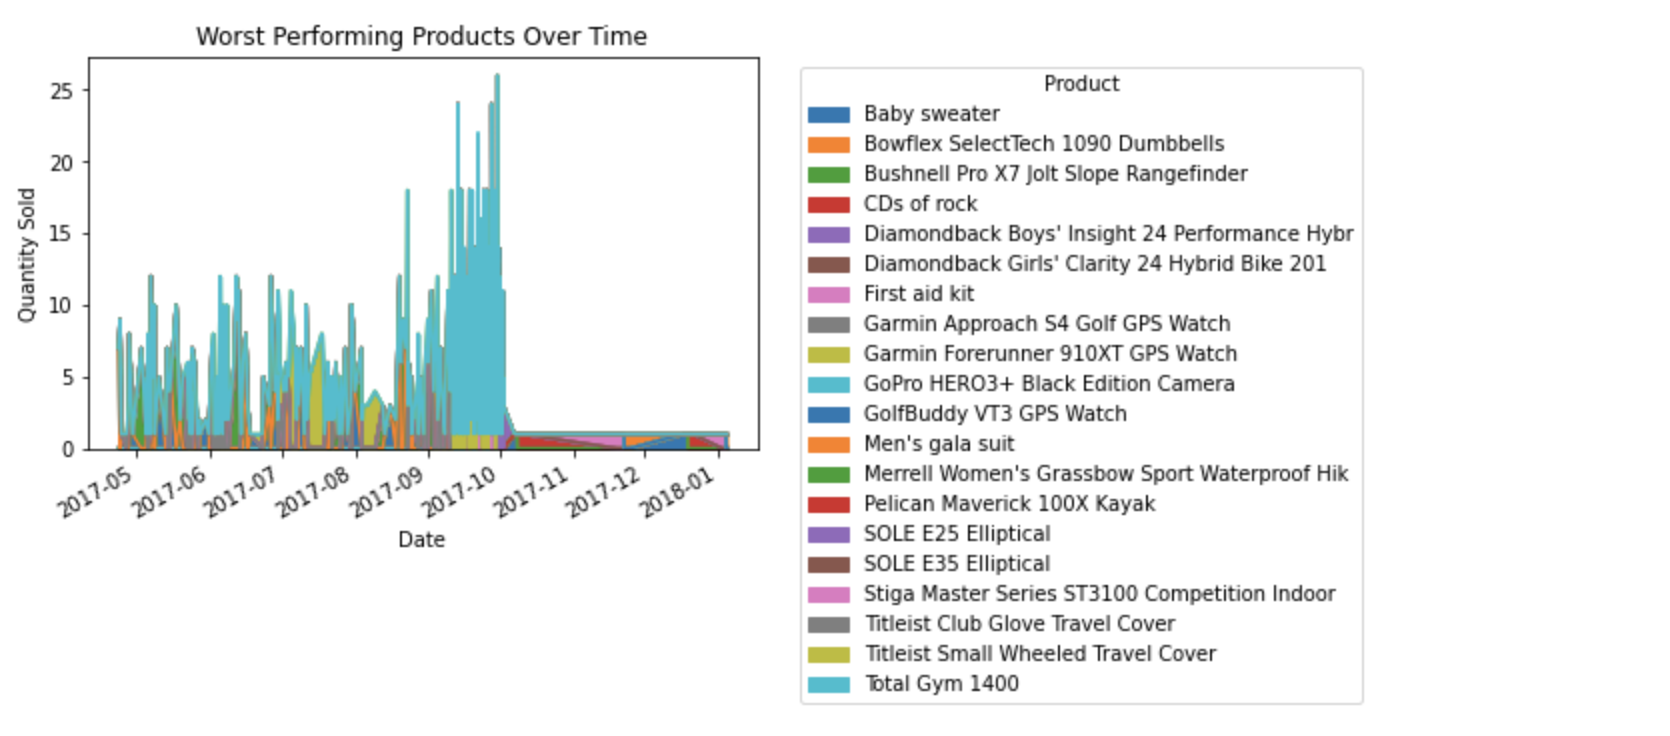 Worst Performing Products Over Time
25
20
15
10
5
0
Quantity Sold
2017-05
2017-06
2017-07
2017-08
2017-09
2017-10
2017-11
2017-12
2018-01
Date
Product
Baby sweater
Bowflex SelectTech 1090 Dumbbells
Bushnell Pro X7 Jolt Slope Rangefinder
CDs of rock
Diamondback Boys' Insight 24 Performance Hybr
Diamondback Girls' Clarity 24 Hybrid Bike 201
First aid kit
Garmin Approach S4 Golf GPS Watch
Garmin Forerunner 910XT GPS Watch
GoPro HERO3+ Black Edition Camera
GolfBuddy VT3 GPS Watch
Men's gala suit
Merrell Women's Grassbow Sport Waterproof Hik
Pelican Maverick 100X Kayak
SOLE E25 Elliptical
SOLE E35 Elliptical
Stiga Master Series ST3100 Competition Indoor
Titleist Club Glove Travel Cover
Titleist Small Wheeled Travel Cover
Total Gym 1400